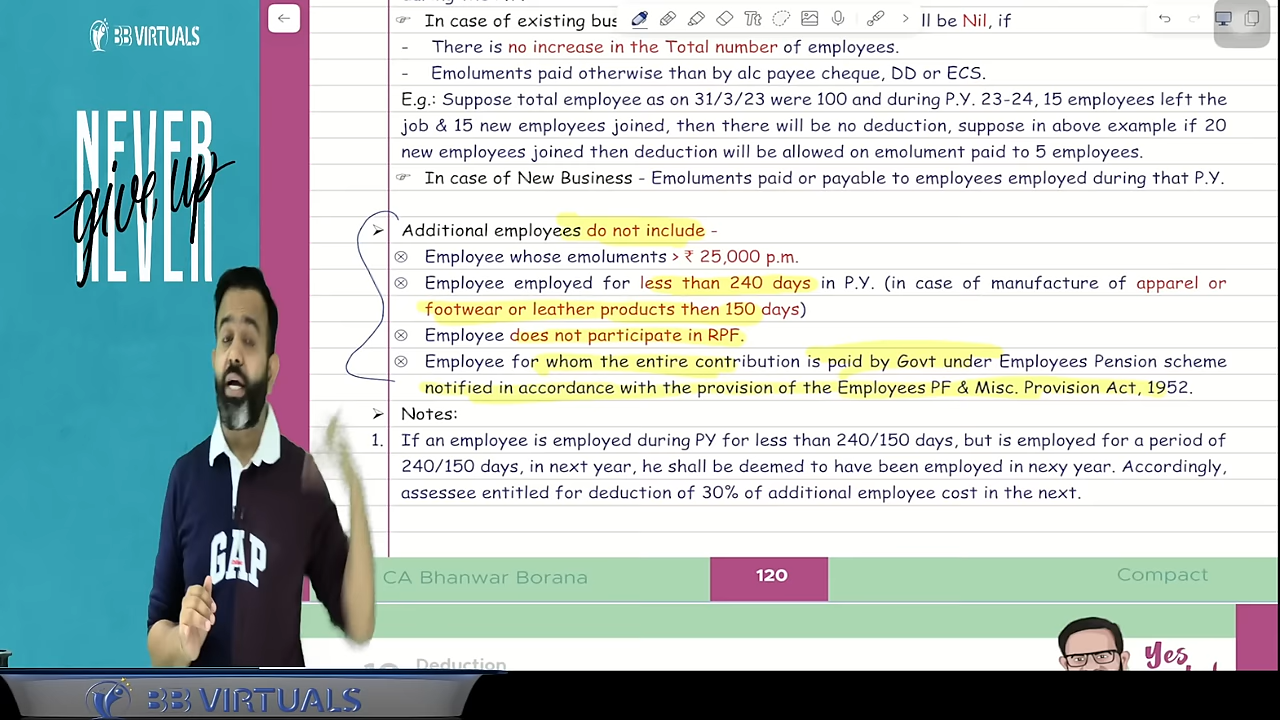 BB VIRTUALS
NEVER
give up
NEVER
In case of existing bus
ll be Nil, if
- There is no increase in the Total number of employees.
- Emoluments paid otherwise than by alc payee cheque, DD or ECS.
E.g.: Suppose total employee as on 31/3/23 were 100 and during P.Y. 23-24, 15 employees left the
job & 15 new employees joined, then there will be no deduction, suppose in above example if 20
new employees joined then deduction will be allowed on emolument paid to 5 employees.
In case of New Business - Emoluments paid or payable to employees employed during that P.Y.
Additional employees do not include -
Employee whose emoluments > ₹ 25,000 p.m.
Employee employed for less than 240 days in P.Y. (in case of manufacture of apparel or
footwear or leather products then 150 days)
Employee does not participate in RPF.
Employee for whom the entire contribution is paid by Govt under Employees Pension scheme
notified in accordance with the provision of the Employees PF & Misc. Provision Act, 1952.
Notes:
1. If an employee is employed during PY for less than 240/150 days, but is employed for a period of
240/150 days, in next year, he shall be deemed to have been employed in nexy year. Accordingly,
assessee entitled for deduction of 30% of additional employee cost in the next.
GAP
CA Bhanwar Borana
120
Compact
Deduction
Yes
BB VIRTUALS